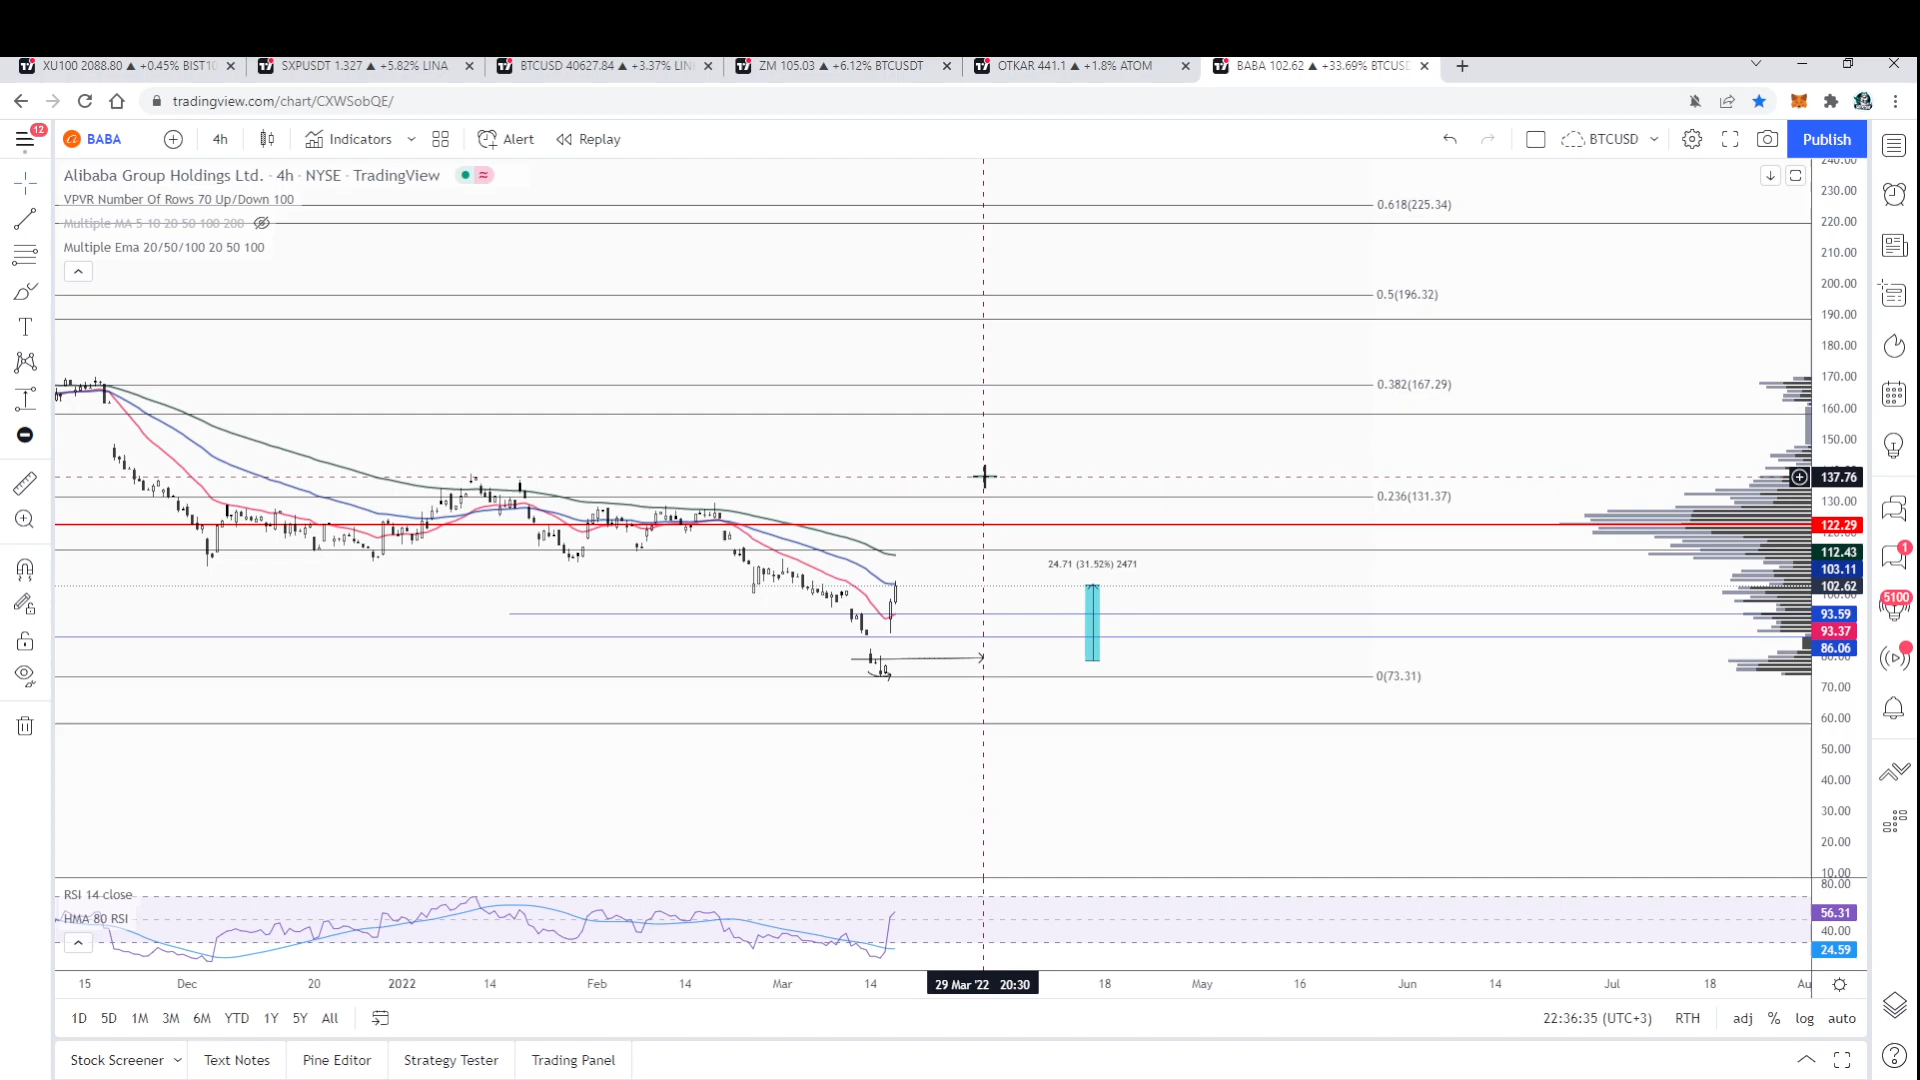 XU100 2088.80 ▲ +0.45% BIST10
SXPUSDT 1.327 ▲ +5.82% LINA
BTCUSD 40627.84 ▲ +3.37% LIN
ZM 105.03 ▲ +6.12% BTCUSDT
OTKAR 441.1 ▲ +1.8% ATOM
BABA 102.62 ▲ +33.69% BTCUSD
tradingview.com/chart/CXWSobQE/
12
BABA
4h
Indicators
Alert
Replay
BTCUSD
Publish
Alibaba Group Holdings Ltd. · 4h · NYSE · TradingView
VPVR Number Of Rows 70 Up/Down 100
Multiple MA 5 10 20 50 100 200
Multiple Ema 20/50/100 20 50 100
0.618(225.34)
0.5(196.32)
0.382(167.29)
0.236(131.37)
24.71 (31.52%) 2471
0(73.31)
240.00
230.00
220.00
210.00
200.00
190.00
180.00
170.00
160.00
150.00
137.76
130.00
122.29
112.43
103.11
102.62
93.59
93.37
86.06
70.00
60.00
50.00
40.00
30.00
20.00
10.00
1
5100
RSI 14 close
HMA 80 RSI
80.00
56.31
40.00
24.59
15
Dec
20
2022
14
Feb
14
Mar
14
29 Mar '22 20:30
18
May
16
Jun
14
Jul
18
Au
1D 5D 1M 3M 6M YTD 1Y 5Y All
22:36:35 (UTC+3) RTH adj % log auto
Stock Screener Text Notes Pine Editor Strategy Tester Trading Panel